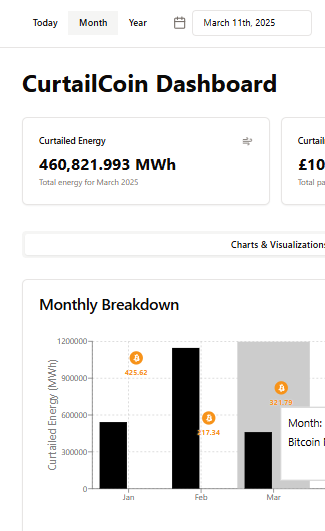 Today Month Year March 11th, 2025
CurtailCoin Dashboard
Curtailed Energy
460,821.993 MWh
Total energy for March 2025
Curtail
£10
Total pa
Charts & Visualizations
Monthly Breakdown
Curtailed Energy (MWh)
1200000
900000
600000
300000
0
425.62
217.34
321.79
Month:
Bitcoin
Jan Feb Mar